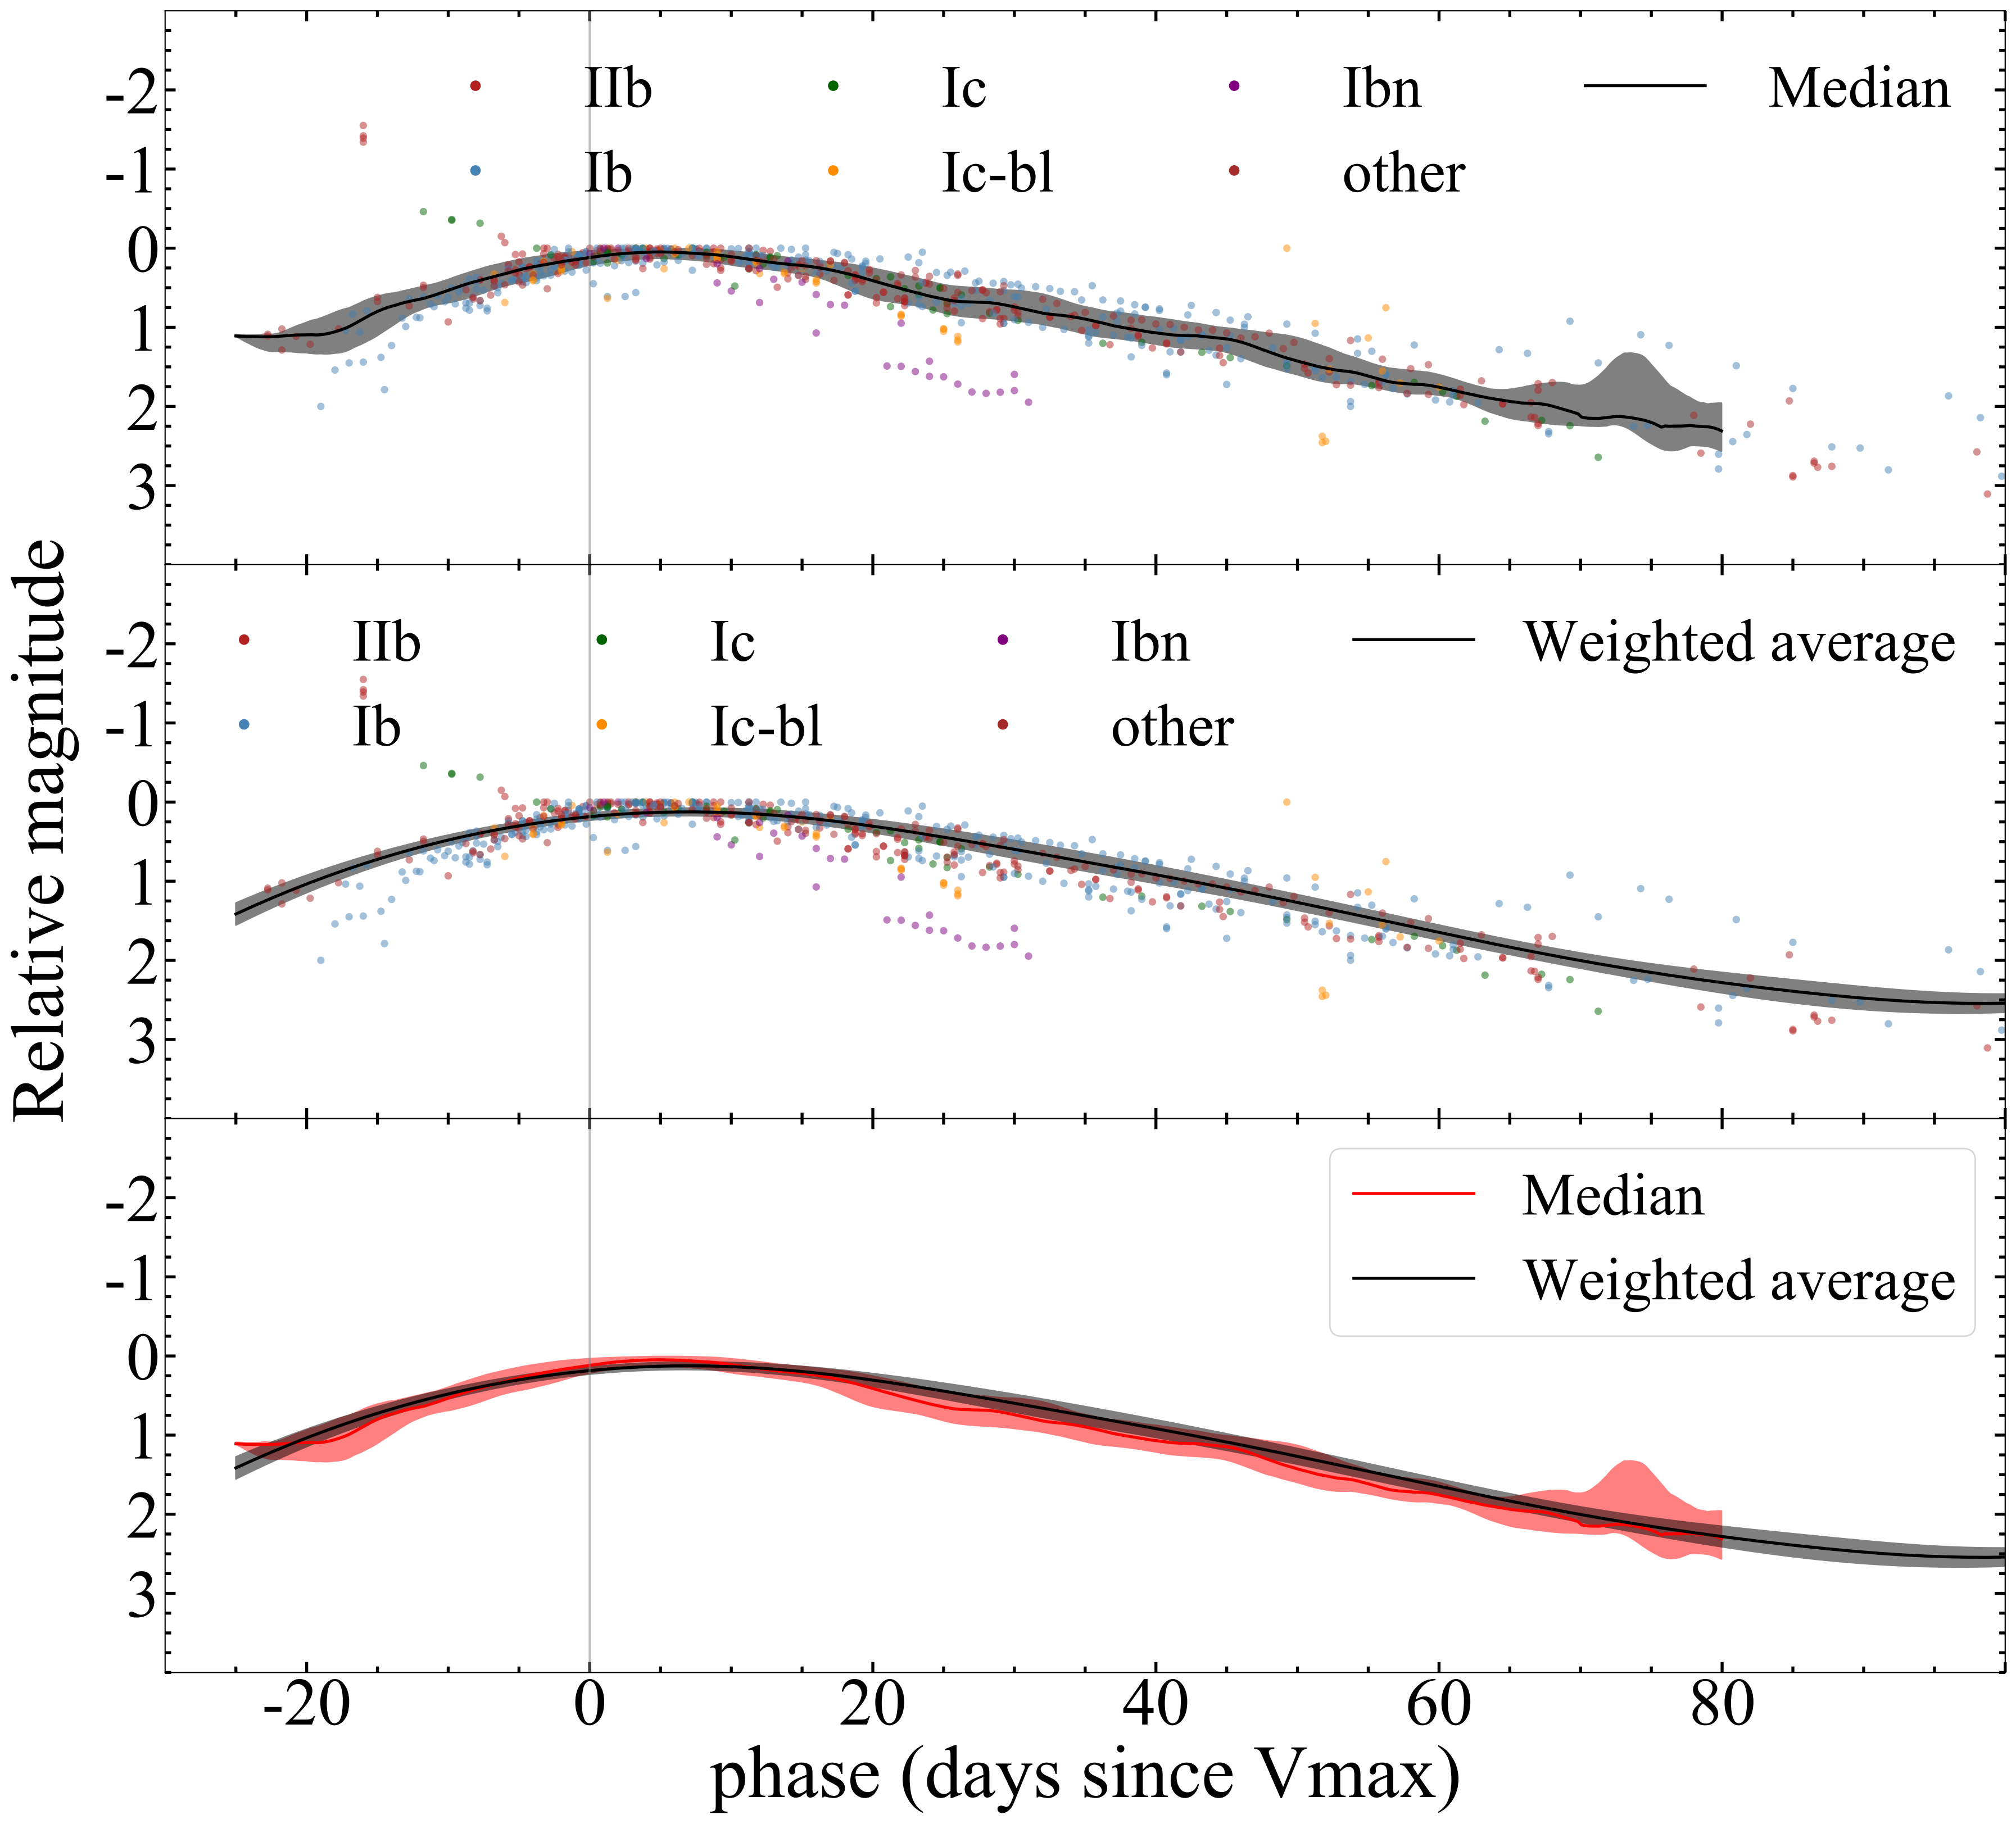 IIb Ic Ibn Median
Ib Ic-bl other
-2
-1
0
1
2
3
IIb Ic Ibn Weighted average
Ib Ic-bl other
-2
-1
0
1
2
3
Relative magnitude
Median
Weighted average
-2
-1
0
1
2
3
-20 0 20 40 60 80
phase (days since Vmax)